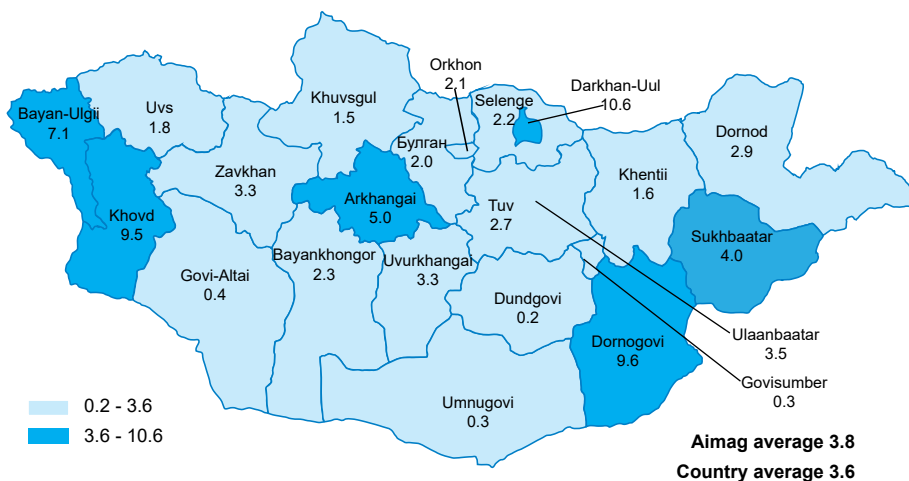 Orkhon
2.1
Darkhan-Uul
10.6
Bayan-Ulgii
7.1
Uvs
1.8
Khuvsgul
1.5
Selenge
2.2
Булган
2.0
Dornod
2.9
Zavkhan
3.3
Khentii
1.6
Arkhangai
5.0
Tuv
2.7
Khovd
9.5
Sukhbaatar
4.0
Bayankhongor
2.3
Uvurkhangai
3.3
Govi-Altai
0.4
Dundgovi
0.2
Ulaanbaatar
3.5
Dornogovi
9.6
Govisumber
0.3
Umnugovi
0.3
0.2 - 3.6
3.6 - 10.6
Aimag average 3.8
Country average 3.6